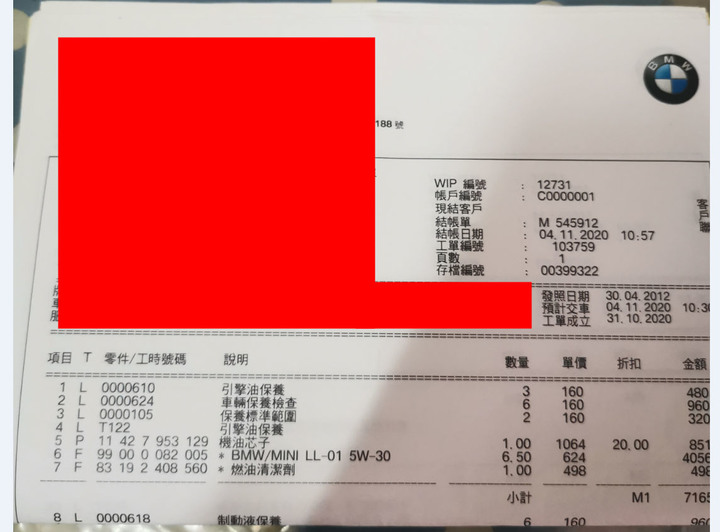 BMW
188 號
WIP 編號 : 12731
帳戶編號 : C0000001
現結客戶
結帳單 : M 545912
結帳日期 : 04.11.2020 10:57
工單編號 : 103759
頁數 : 1
存檔編號 : 00399322
發照日期 30.04.2012
預計交車 04.11.2020 10:30
工單成立 31.10.2020
項目 T 零件/工時號碼 說明 數量 單價 折扣 金額
1 L 0000610 引擎油保養 3 160 480
2 L 0000624 車輛保養檢查 6 160 960
3 L 0000105 保養標準範圍 2 160 320
4 L T122 引擎油保養
5 P 11 42 7 953 129 機油芯子 1.00 1064 20.00 851
6 F 99 00 0 082 005 * BMW/MINI LL-01 5W-30 6.50 624 4056
7 F 83 19 2 408 560 * 燃油清潔劑 1.00 498 498
小計 M1 7165
8 L 0000618 制動液保養 6 160 960